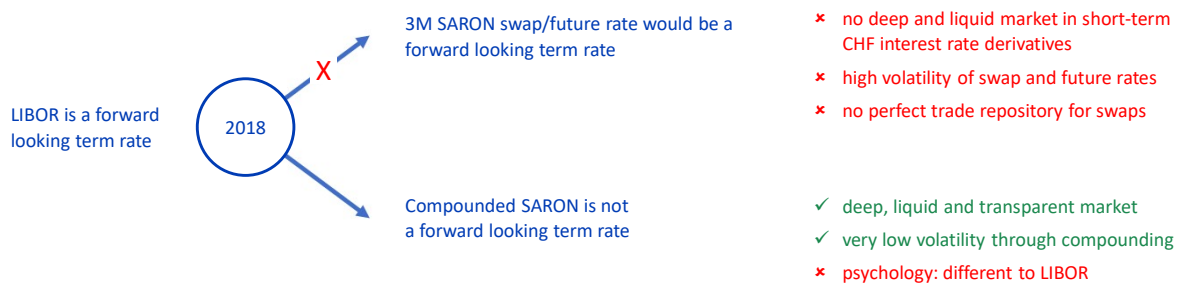 LIBOR is a forward
looking term rate
2018
X
3M SARON swap/future rate would be a
forward looking term rate
× no deep and liquid market in short-term
CHF interest rate derivatives
× high volatility of swap and future rates
× no perfect trade repository for swaps
Compounded SARON is not
a forward looking term rate
✓ deep, liquid and transparent market
✓ very low volatility through compounding
× psychology: different to LIBOR